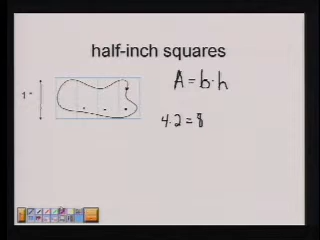 half-inch squares
A = b·h
1"
4·2=8